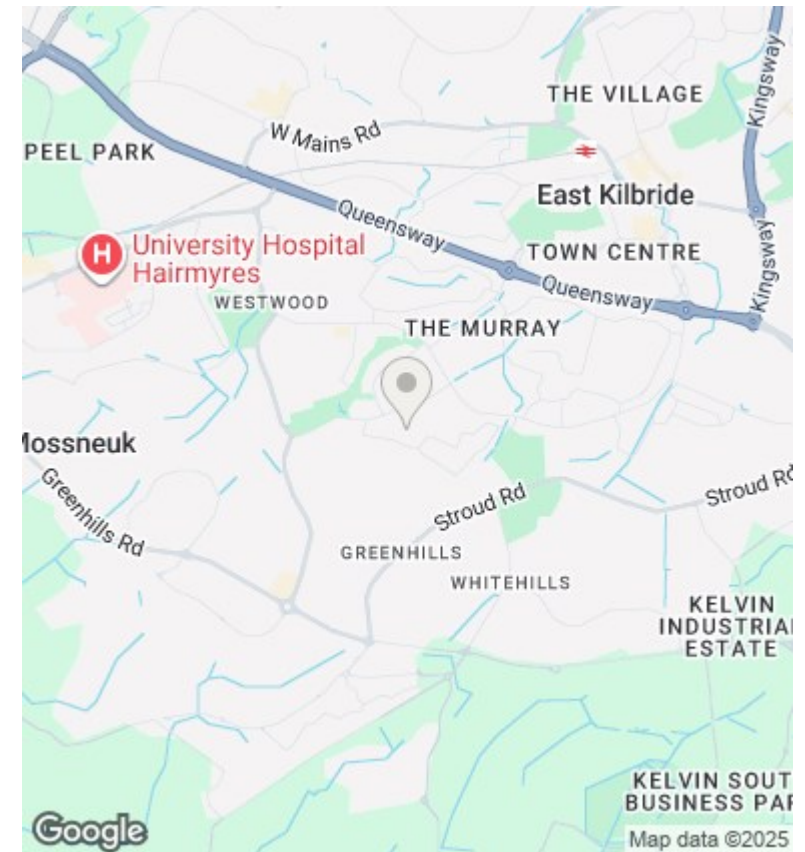 THE VILLAGE
Kingsway
W Mains Rd
PEEL PARK
East Kilbride
Queensway
H University Hospital
Hairmyres
TOWN CENTRE
Kingsway
Queensway
WESTWOOD
THE MURRAY
Mossneuk
Greenhills Rd
Stroud Rd
Stroud Rd
GREENHILLS
WHITEHILLS
KELVIN
INDUSTRIAL
ESTATE
KELVIN SOUT
BUSINESS PAR
Google
Map data ©2025